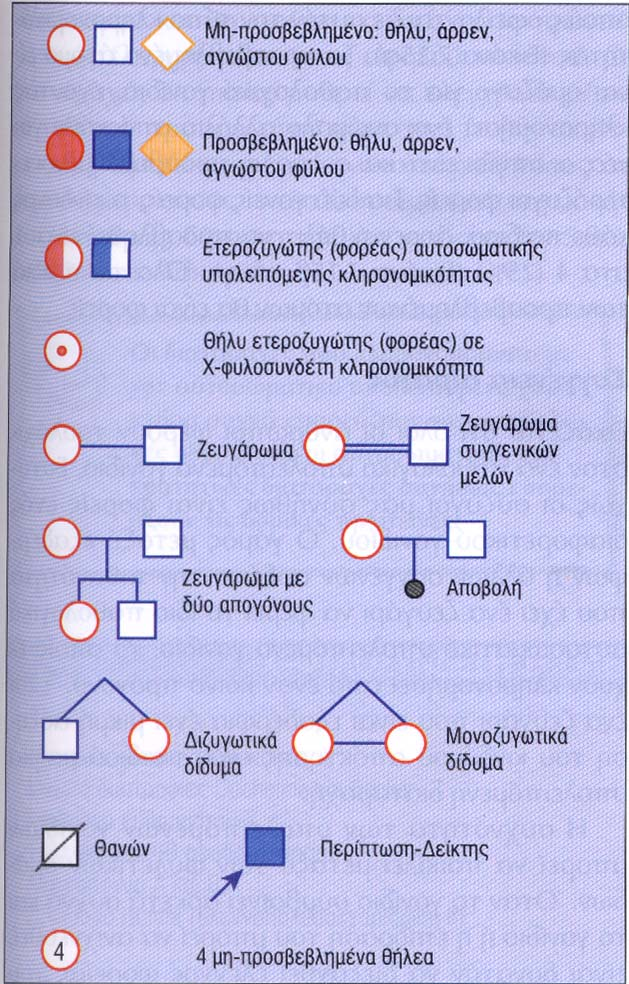 Μη-προσβεβλημένο: θήλυ, άρρεν,
αγνώστου φύλου
Προσβεβλημένο: θήλυ, άρρεν,
αγνώστου φύλου
Ετεροζυγώτης (φορέας) αυτοσωματικής
υπολειπόμενης κληρονομικότητας
Θήλυ ετεροζυγώτης (φορέας) σε
Χ-φυλοσυνδέτη κληρονομικότητα
Ζευγάρωμα
Ζευγάρωμα
συγγενικών
μελών
Ζευγάρωμα με
δύο απογόνους
Αποβολή
Διζυγωτικά
δίδυμα
Μονοζυγωτικά
δίδυμα
Θανών
Περίπτωση-Δείκτης
4
4 μη-προσβεβλημένα θήλεα